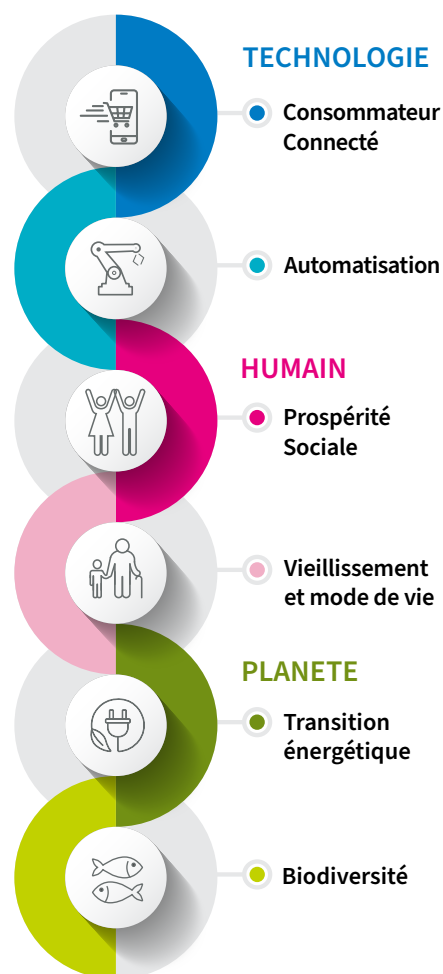 TECHNOLOGIE
Consommateur
Connecté
Automatisation
HUMAIN
Prospérité
Sociale
Vieillissement
et mode de vie
PLANETE
Transition
énergétique
Biodiversité